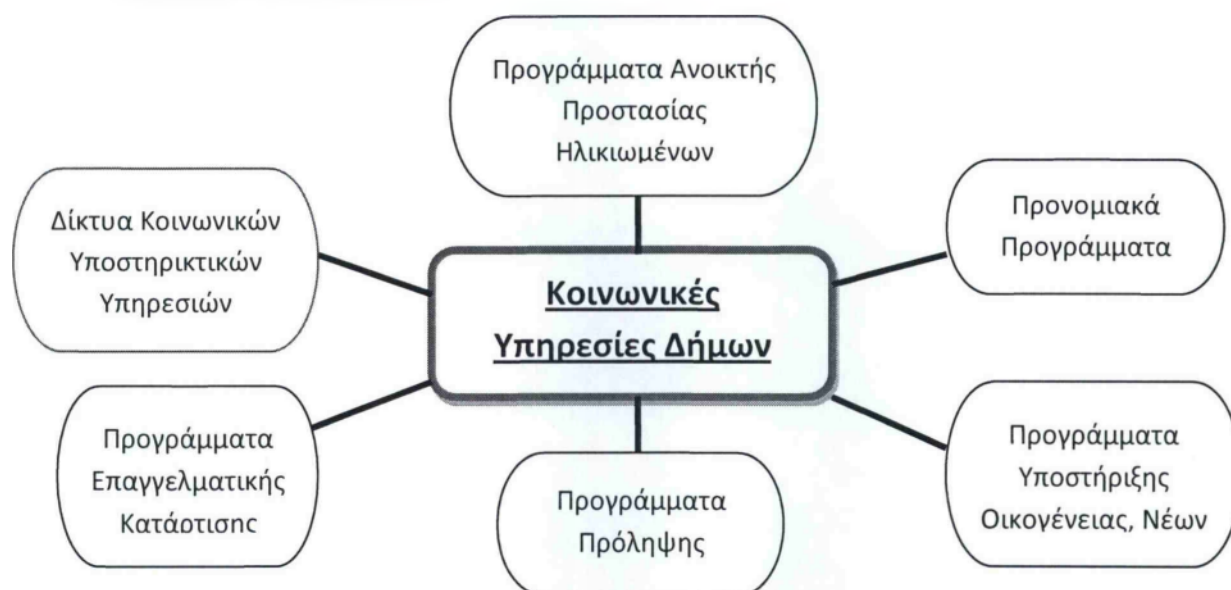 Προγράμματα Ανοικτής
Προστασίας
Ηλικιωμένων
Δίκτυα Κοινωνικών
Υποστηρικτικών
Υπηρεσιών
Προνομιακά
Προγράμματα
Κοινωνικές
Υπηρεσίες Δήμων
Προγράμματα
Επαγγελματικής
Κατάρτισης
Προγράμματα
Πρόληψης
Προγράμματα
Υποστήριξης
Οικογένειας, Νέων